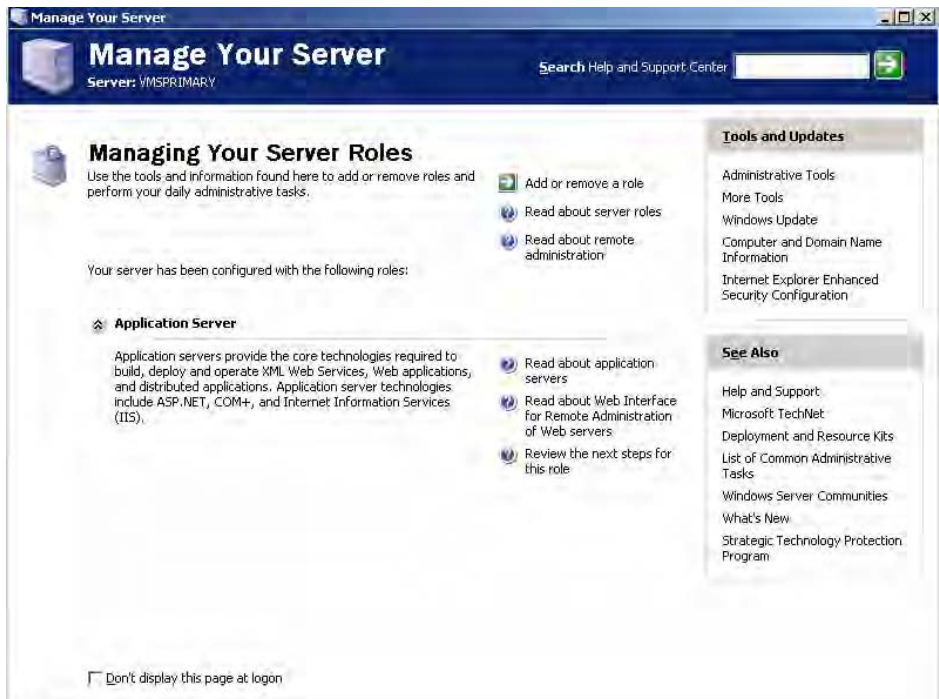 Manage Your Server
Manage Your Server
Server: VMSPRIMARY
Search Help and Support Center
Managing Your Server Roles
Use the tools and information found here to add or remove roles and
perform your daily administrative tasks.
Add or remove a role
Read about server roles
Read about remote
administration
Your server has been configured with the following roles:
Application Server
Application servers provide the core technologies required to
build, deploy and operate XML Web Services, Web applications,
and distributed applications. Application server technologies
include ASP.NET, COM+, and Internet Information Services
(IIS).
Read about application
servers
Read about Web Interface
for Remote Administration
of Web servers
Review the next steps for
this role
Tools and Updates
Administrative Tools
More Tools
Windows Update
Computer and Domain Name
Information
Internet Explorer Enhanced
Security Configuration
See Also
Help and Support
Microsoft TechNet
Deployment and Resource Kits
List of Common Administrative
Tasks
Windows Server Communities
What's New
Strategic Technology Protection
Program
Don't display this page at logon